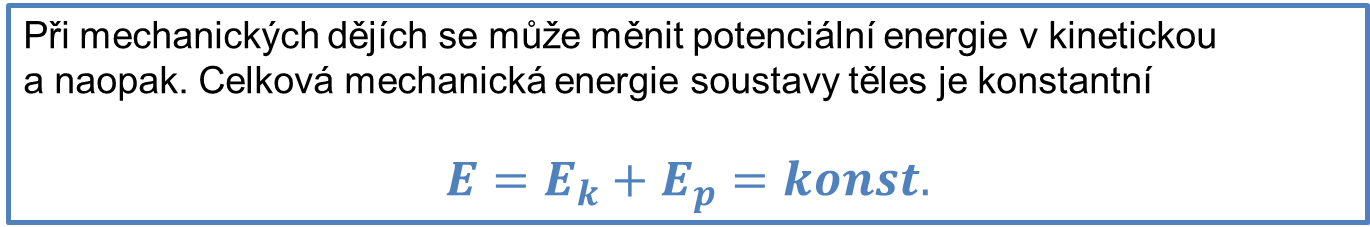 Při mechanických dějích se může měnit potenciální energie v kinetickou
a naopak. Celková mechanická energie soustavy těles je konstantní
E = Eₖ + Eₚ = konst.